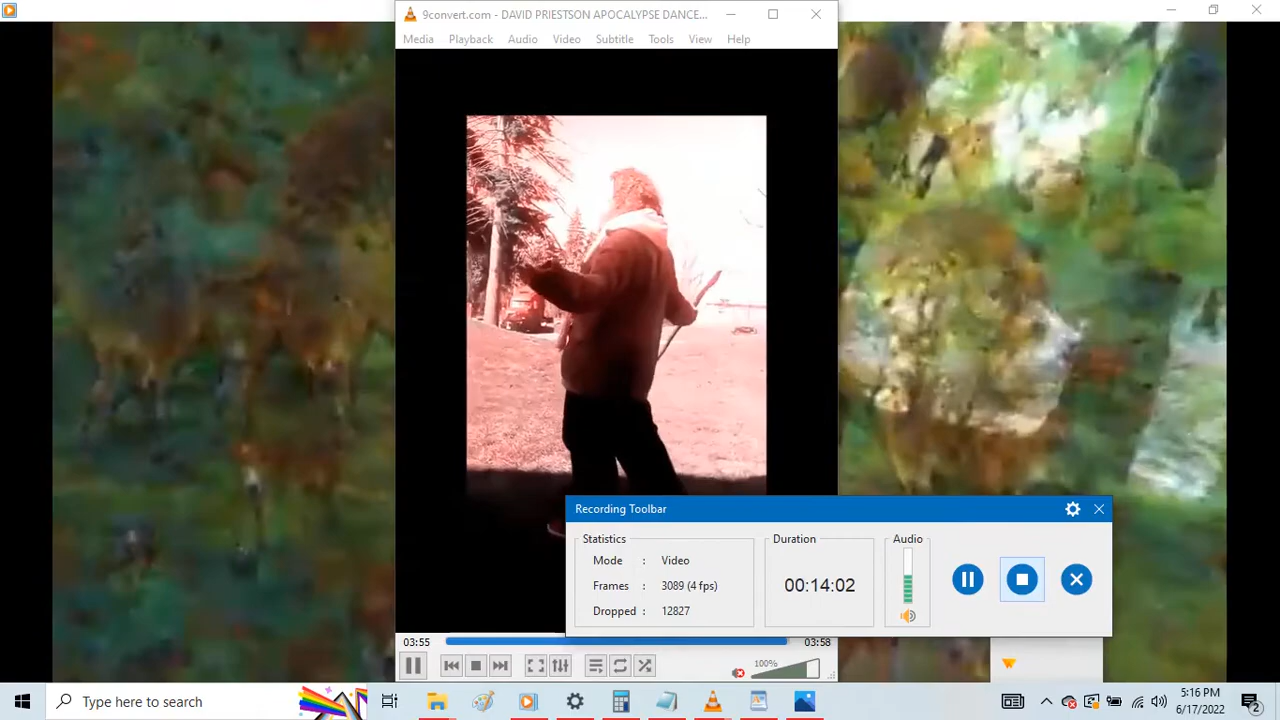 9convert.com - DAVID PRIESTSON APOCALYPSE DANCE...
Media Playback Audio Video Subtitle Tools View Help
Recording Toolbar
Statistics Duration Audio
Mode : Video
Frames : 3089 (4 fps)
00:14:02
Dropped : 12827
03:55 03:58
100%
Type here to search
5:16 PM
6/17/2022
2